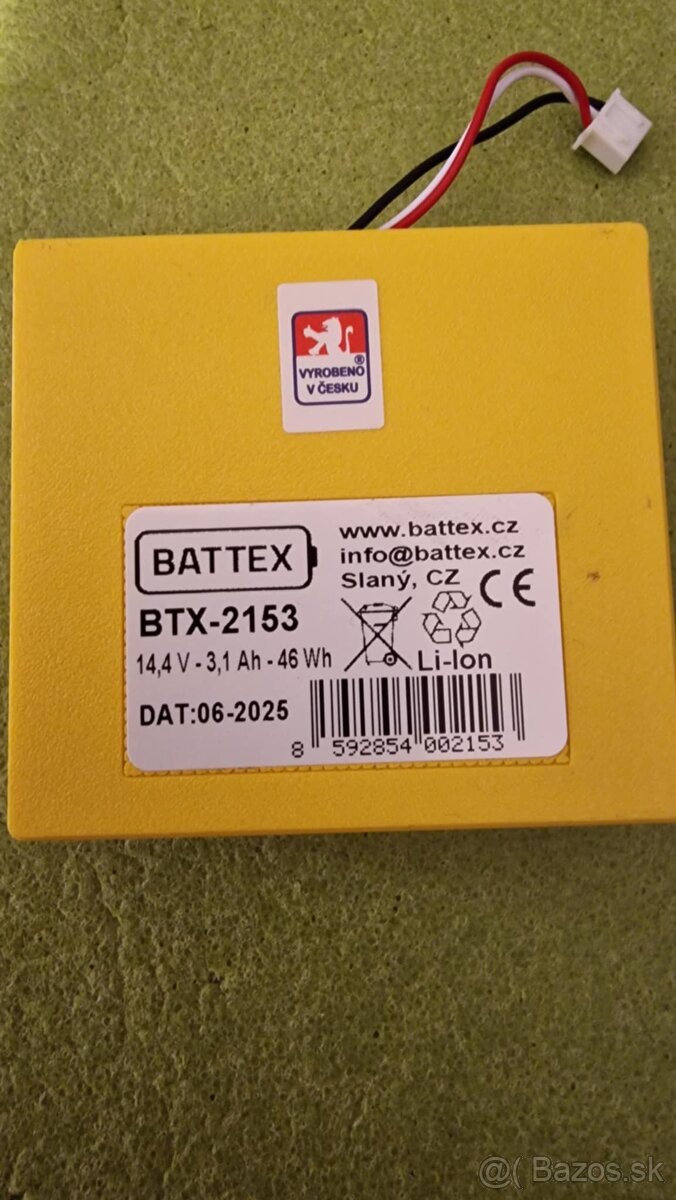 VYROBENO
V ČESKU
®
BATTEX
www.battex.cz
info@battex.cz
Slaný, CZ
CE
BTX-2153
14,4 V - 3,1 Ah - 46 Wh
Li-Ion
DAT:06-2025
8 592854 002153
@( Bazos.sk